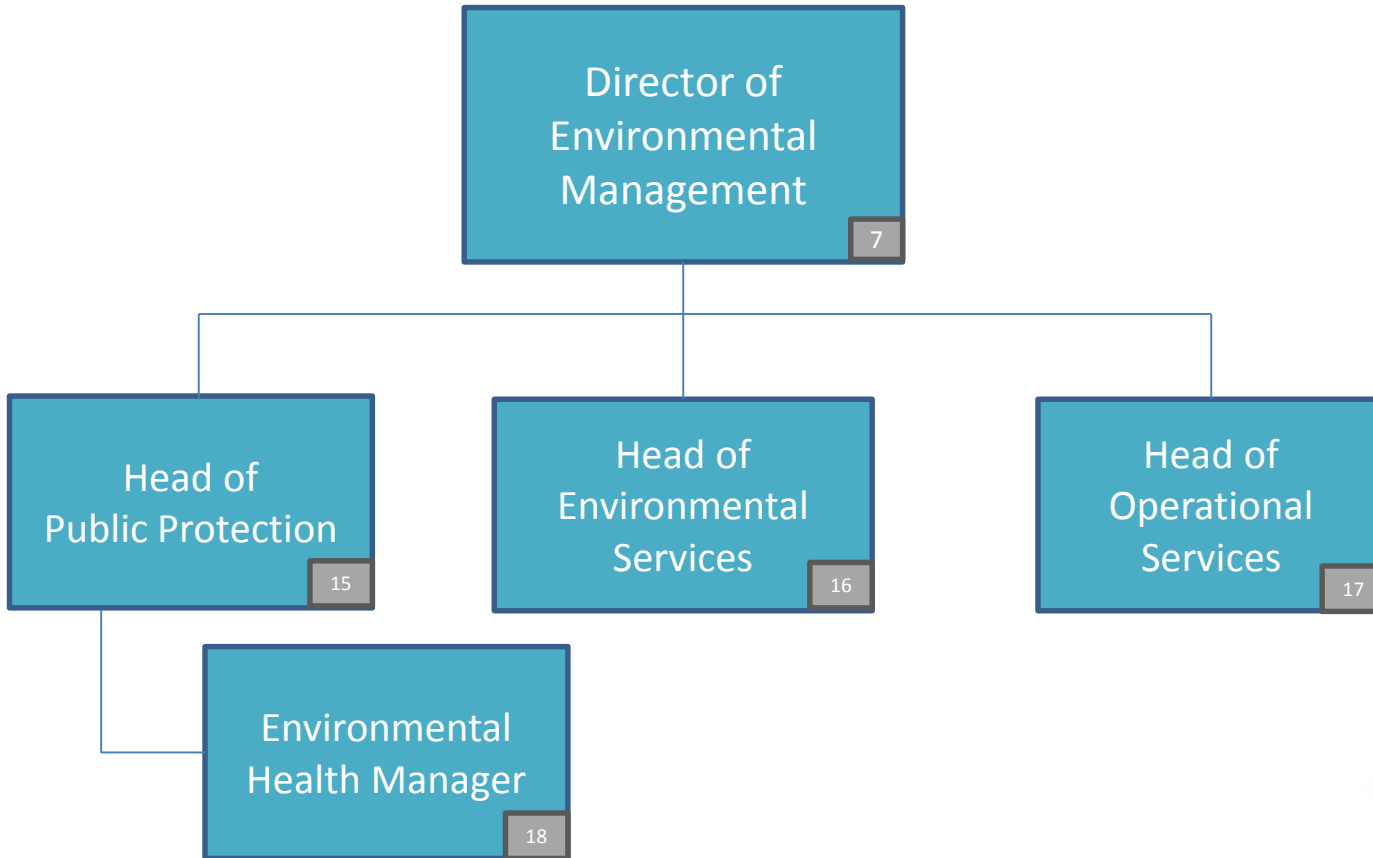 Director of
Environmental
Management
7
Head of
Public Protection
15
Head of
Environmental
Services
16
Head of
Operational
Services
17
Environmental
Health Manager
18